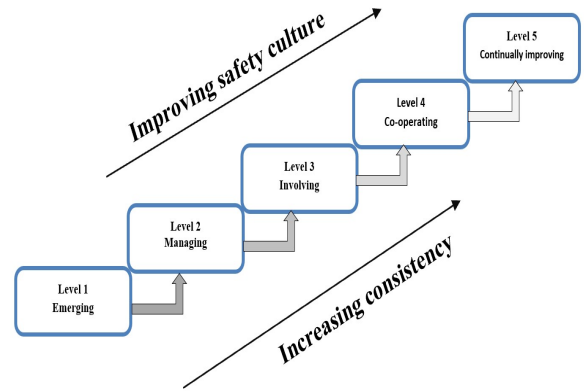 Improving safety culture
Level 5
Continually improving
Level 4
Co-operating
Level 3
Involving
Level 2
Managing
Level 1
Emerging
Increasing consistency